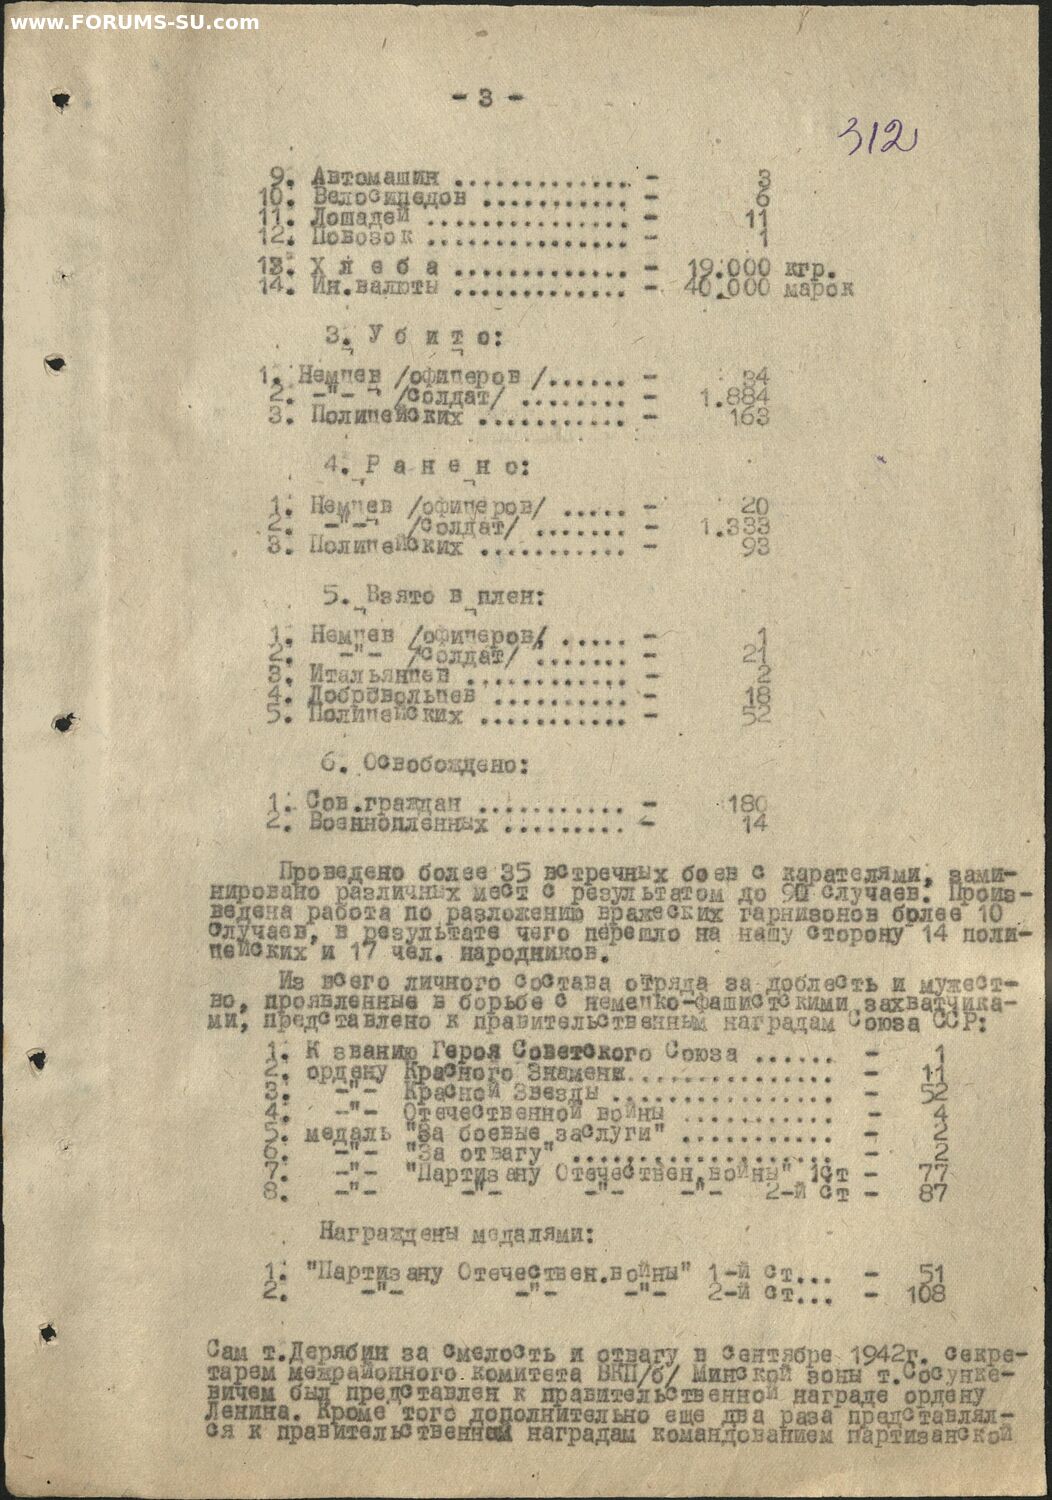 www.FORUMS-SU.com
- 3 -
312
9. Автомашин ............. - 3
10. Велосипедов ........... - 6
11. Лошадей ............... - 11
12. Повозок ............... - 1
13. Х л е б а ............. - 19.000 кгр.
14. Ин.валюты ............. - 40.000 марок
3. У б и т о:
1. Немцев /офицеров /...... - 34
2. -"- /солдат/ ........ - 1.884
3. Полицейских ........... - 163
4. Р а н е н о:
1. Немцев /офицеров/ ..... - 20
2. -"- /солдат/ ....... - 1.333
3. Полицейских ........... - 93
5. Взято в плен:
1. Немцев /офицеров/ ..... - 1
2. -"- /солдат/ ....... - 21
3. Итальянцев ............ - 2
4. Добровольцев .......... - 18
5. Полицейских ........... - 52
6. Освобождено:
1. Сов.граждан ........... - 180
2. Военнопленных ......... - 14
Проведено более 35 встречных боев с карателями, зами-
нировано различных мест с результатом до 90 случаев. Произ-
ведена работа по разложению вражеских гарнизонов более 10
случаев, в результате чего перешло на нашу сторону 14 поли-
цейских и 17 чел. народников.
Из всего личного состава отряда за доблесть и мужест-
во, проявленные в борьбе с немецко-фашистскими захватчика-
ми, представлено к правительственным наградам Союза ССР:
1. К званию Героя Советского Союза ...... - 1
2. ордену Красного Знамени............... - 11
3. -"- Красной Звезды ................ - 52
4. -"- Отечественной войны ........... - 4
5. медаль "За боевые заслуги" ........... - 2
6. -"- "За отвагу" ................... - 2
7. -"- "Партизану Отечествен.войны" 1ст - 77
8. -"- -"- -"- -"- 2-й ст - 87
Награждены медалями:
1. "Партизану Отечествен.войны" 1-й ст... - 51
2. -"- -"- -"- 2-й ст... - 108
Сам т.Дерябин за смелость и отвагу в сентябре 1942г. секре-
тарем межрайонного комитета ВКП/б/ Минской зоны т.Сосунке-
вичем был представлен к правительственной награде ордену
Ленина. Кроме того дополнительно еще два раза представлял-
ся к правительственным наградам командованием партизанской